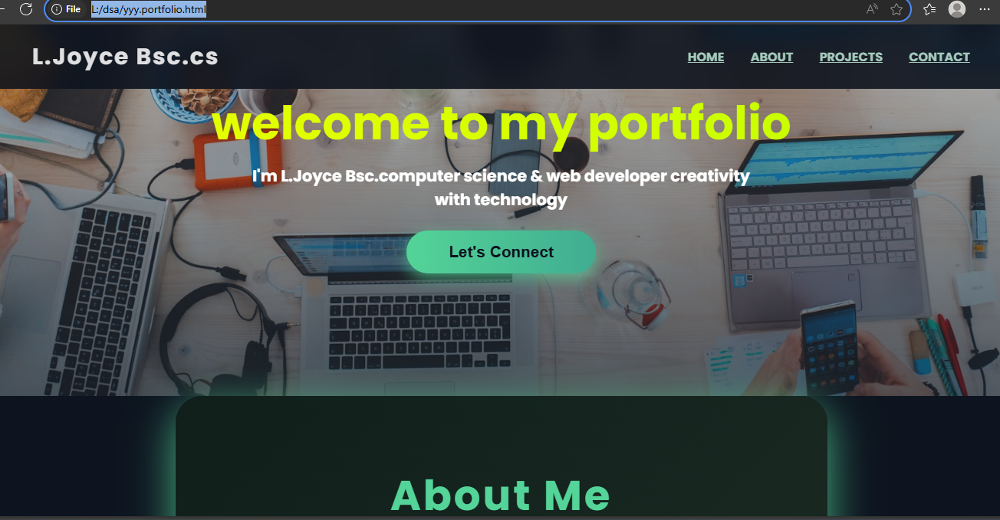 File L:/dsa/yyy.portfolio.html
L.Joyce Bsc.cs
HOME ABOUT PROJECTS CONTACT
welcome to my portfolio
I'm L.Joyce Bsc.computer science & web developer creativity
with technology
Let's Connect
About Me